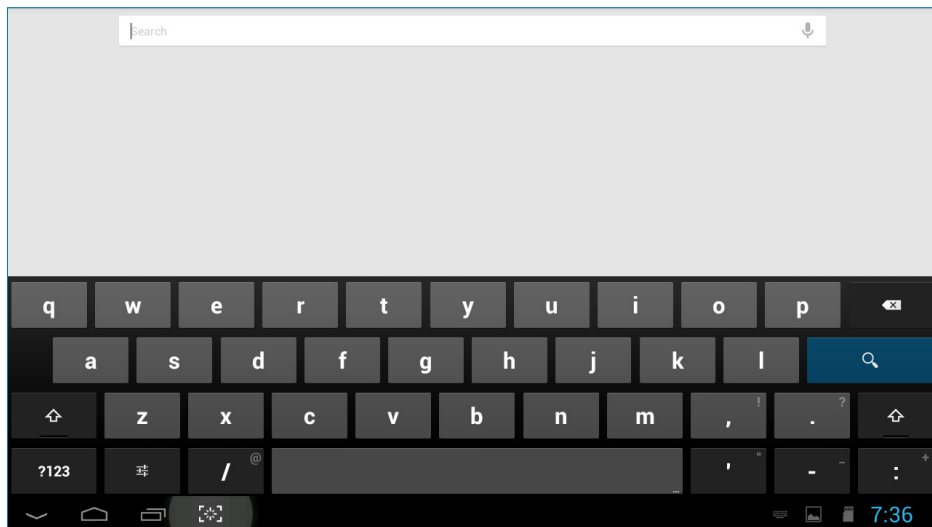 Search
q w e r t y u i o p
a s d f g h j k l
z x c v b n m , ! . ?
?123 / @ ... ' " - _ : +
7:36